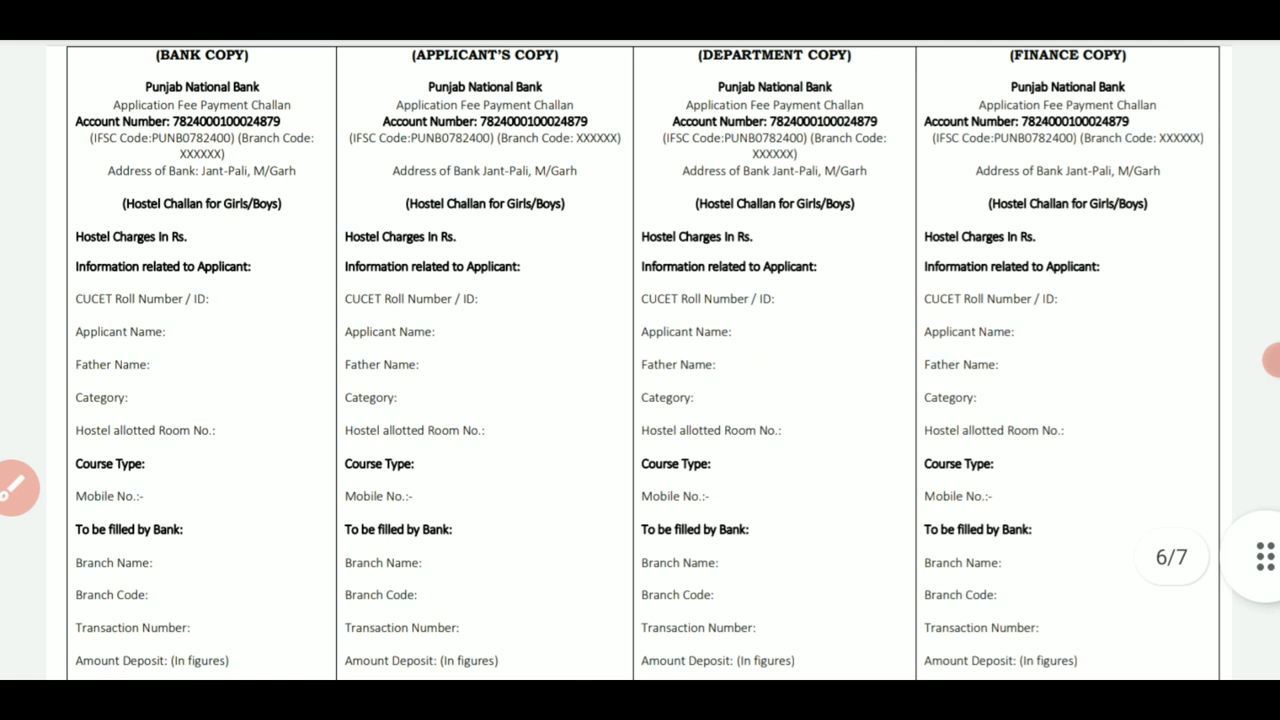 (BANK COPY)
Punjab National Bank
Application Fee Payment Challan
Account Number: 7824000100024879
(IFSC Code:PUNB0782400) (Branch Code:
XXXXXX)
Address of Bank: Jant-Pali, M/Garh
(Hostel Challan for Girls/Boys)
Hostel Charges In Rs.
Information related to Applicant:
CUCET Roll Number / ID:
Applicant Name:
Father Name:
Category:
Hostel allotted Room No.:
Course Type:
Mobile No.:-
To be filled by Bank:
Branch Name:
Branch Code:
Transaction Number:
Amount Deposit: (In figures)
(APPLICANT'S COPY)
Punjab National Bank
Application Fee Payment Challan
Account Number: 7824000100024879
(IFSC Code:PUNB0782400) (Branch Code: XXXXXX)
Address of Bank Jant-Pali, M/Garh
(Hostel Challan for Girls/Boys)
Hostel Charges In Rs.
Information related to Applicant:
CUCET Roll Number / ID:
Applicant Name:
Father Name:
Category:
Hostel allotted Room No.:
Course Type:
Mobile No.:-
To be filled by Bank:
Branch Name:
Branch Code:
Transaction Number:
Amount Deposit: (In figures)
(DEPARTMENT COPY)
Punjab National Bank
Application Fee Payment Challan
Account Number: 7824000100024879
(IFSC Code:PUNB0782400) (Branch Code:
XXXXXX)
Address of Bank Jant-Pali, M/Garh
(Hostel Challan for Girls/Boys)
Hostel Charges In Rs.
Information related to Applicant:
CUCET Roll Number / ID:
Applicant Name:
Father Name:
Category:
Hostel allotted Room No.:
Course Type:
Mobile No.:-
To be filled by Bank:
Branch Name:
Branch Code:
Transaction Number:
Amount Deposit: (In figures)
(FINANCE COPY)
Punjab National Bank
Application Fee Payment Challan
Account Number: 7824000100024879
(IFSC Code:PUNB0782400) (Branch Code: XXXXXX)
Address of Bank Jant-Pali, M/Garh
(Hostel Challan for Girls/Boys)
Hostel Charges In Rs.
Information related to Applicant:
CUCET Roll Number / ID:
Applicant Name:
Father Name:
Category:
Hostel allotted Room No.:
Course Type:
Mobile No.:-
To be filled by Bank:
Branch Name:
Branch Code:
Transaction Number:
Amount Deposit: (In figures)
6/7